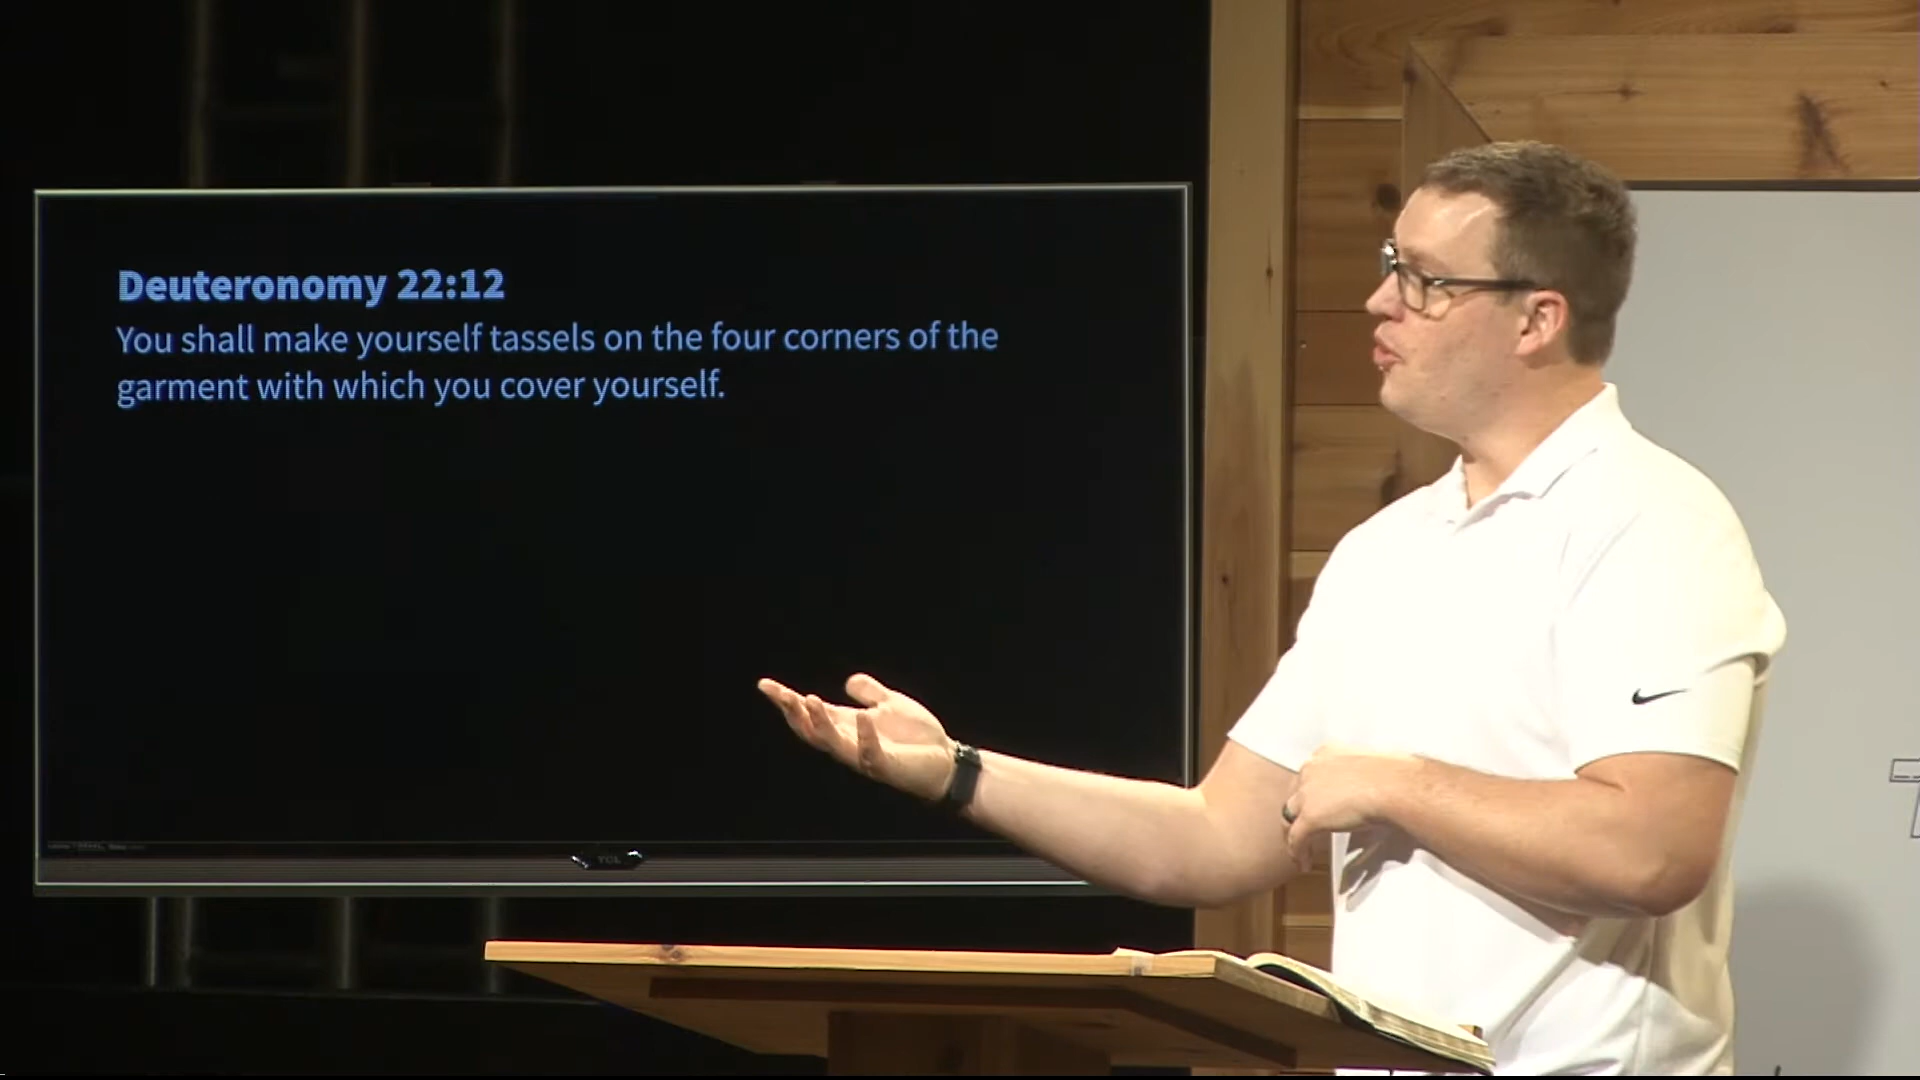 Deuteronomy 22:12
You shall make yourself tassels on the four corners of the
garment with which you cover yourself.
TCL